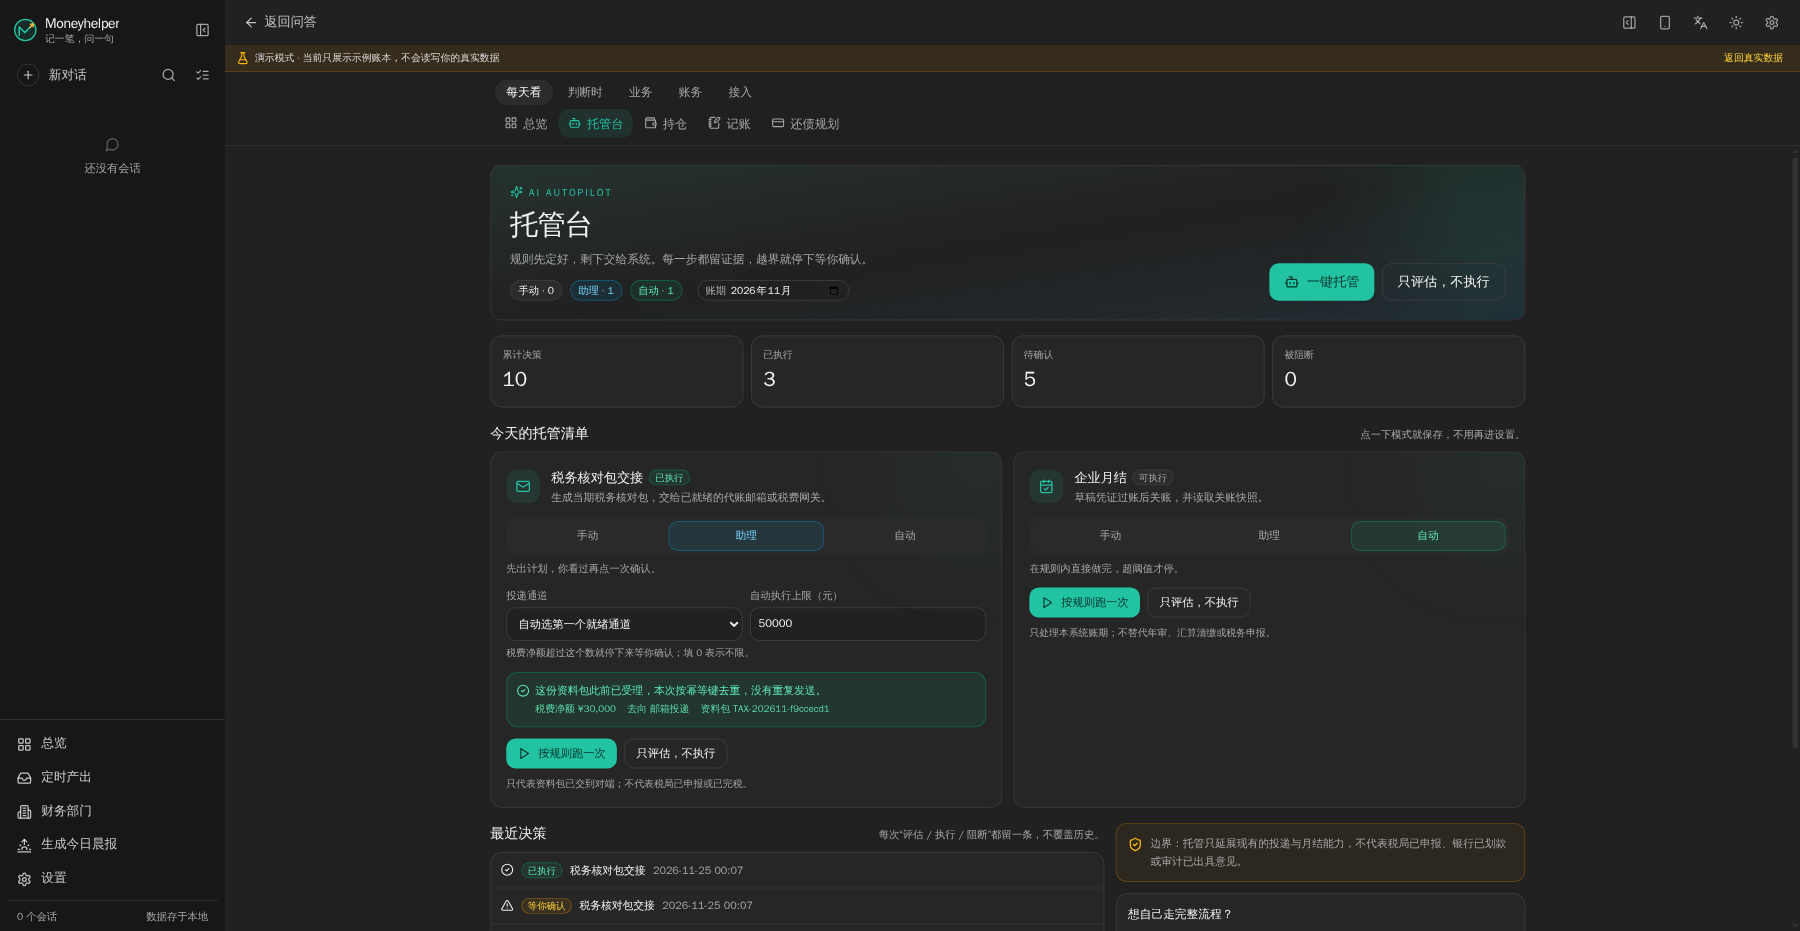 Moneyhelper
记一笔，问一句
新对话
还没有会话
总览
定时产出
财务部门
生成今日晨报
设置
0 个会话
数据存于本地
返回问答
演示模式 · 当前只展示示例账本，不会读写你的真实数据
返回真实数据
每天看
判断时
业务
账务
接入
总览
托管台
持仓
记账
还债规划
AI AUTOPILOT
托管台
规则先定好，剩下交给系统。每一步都留证据，越界就停下等你确认。
手动 · 0
助理 · 1
自动 · 1
账期 2026年11月
一键托管
只评估，不执行
累计决策
10
已执行
3
待确认
5
被阻断
0
今天的托管清单
点一下模式就保存，不用再进设置。
税务核对包交接
已执行
生成当期税务核对包，交给已就绪的代账邮箱或税费网关。
手动
助理
自动
先出计划，你看过再点一次确认。
投递通道
自动执行上限（元）
自动选第一个就绪通道
50000
税费净额超过这个数就停下来等你确认；填 0 表示不限。
这份资料包此前已受理，本次按幂等键去重，没有重复发送。
税费净额 ¥30,000 去向 邮箱投递 资料包 TAX-202611-f9ccecd1
按规则跑一次
只评估，不执行
只代表资料包已交到对端；不代表税局已申报或已完税。
企业月结
可执行
草稿凭证过账后关账，并读取关账快照。
手动
助理
自动
在规则内直接做完，超阈值才停。
按规则跑一次
只评估，不执行
只处理本系统账期；不替代年审、汇算清缴或税务申报。
最近决策
每次“评估 / 执行 / 阻断”都留一条，不覆盖历史。
已执行
税务核对包交接
2026-11-25 00:07
等你确认
税务核对包交接
2026-11-25 00:07
边界：托管只延展现有的投递与月结能力，不代表税局已申报、银行已划款
或审计已出具意见。
想自己走完整流程？